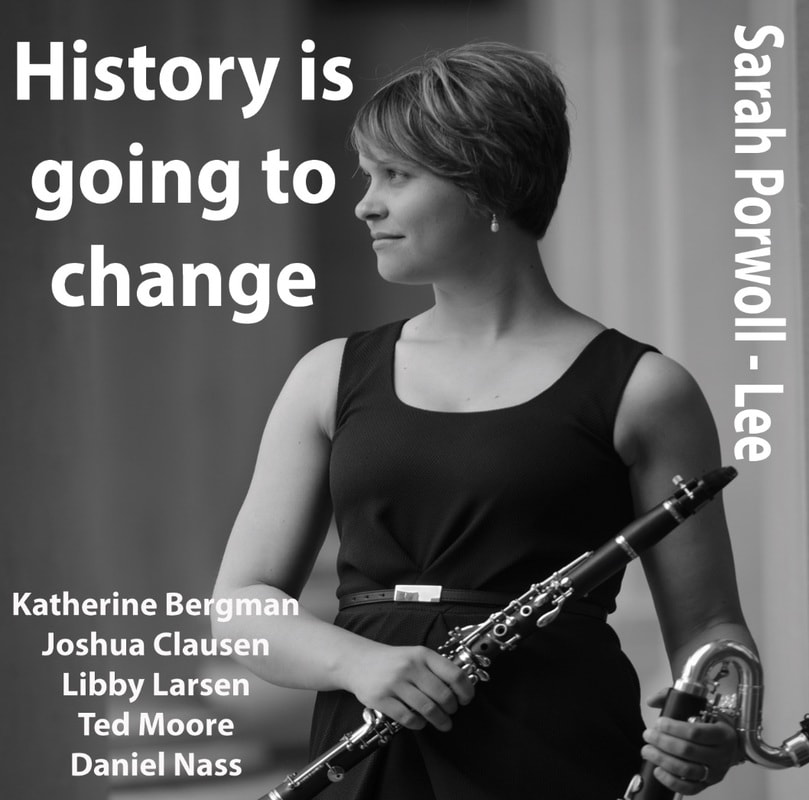 History is
going to
change
Sarah Porwoll - Lee
Katherine Bergman
Joshua Clausen
Libby Larsen
Ted Moore
Daniel Nass